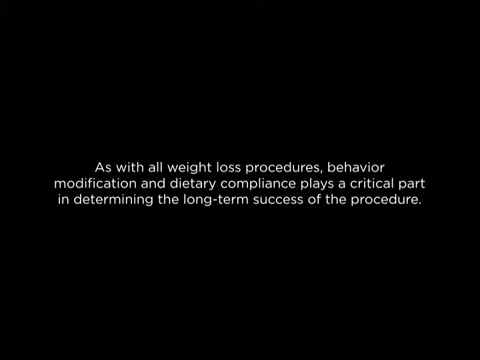 As with all weight loss procedures, behavior
modification and dietary compliance plays a critical part
in determining the long-term success of the procedure.